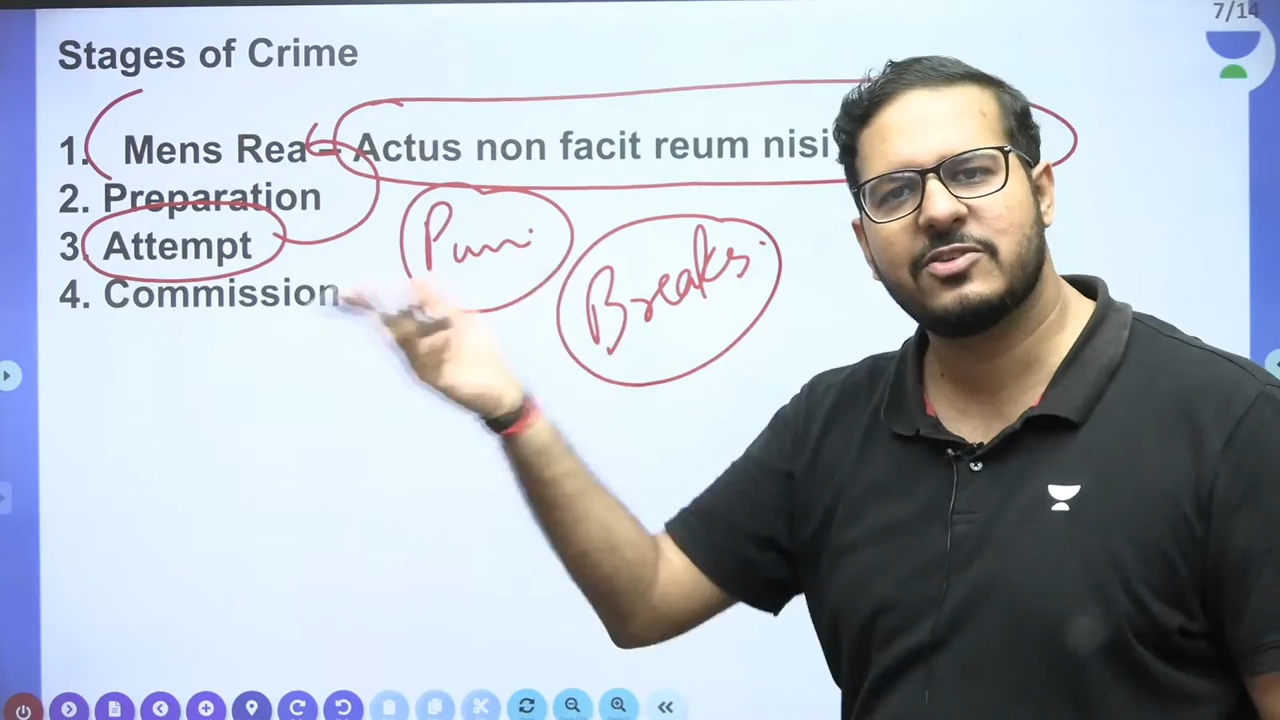 7/14
Stages of Crime
1. Mens Rea – Actus non facit reum nisi
2. Preparation
3. Attempt
4. Commission
Breaks